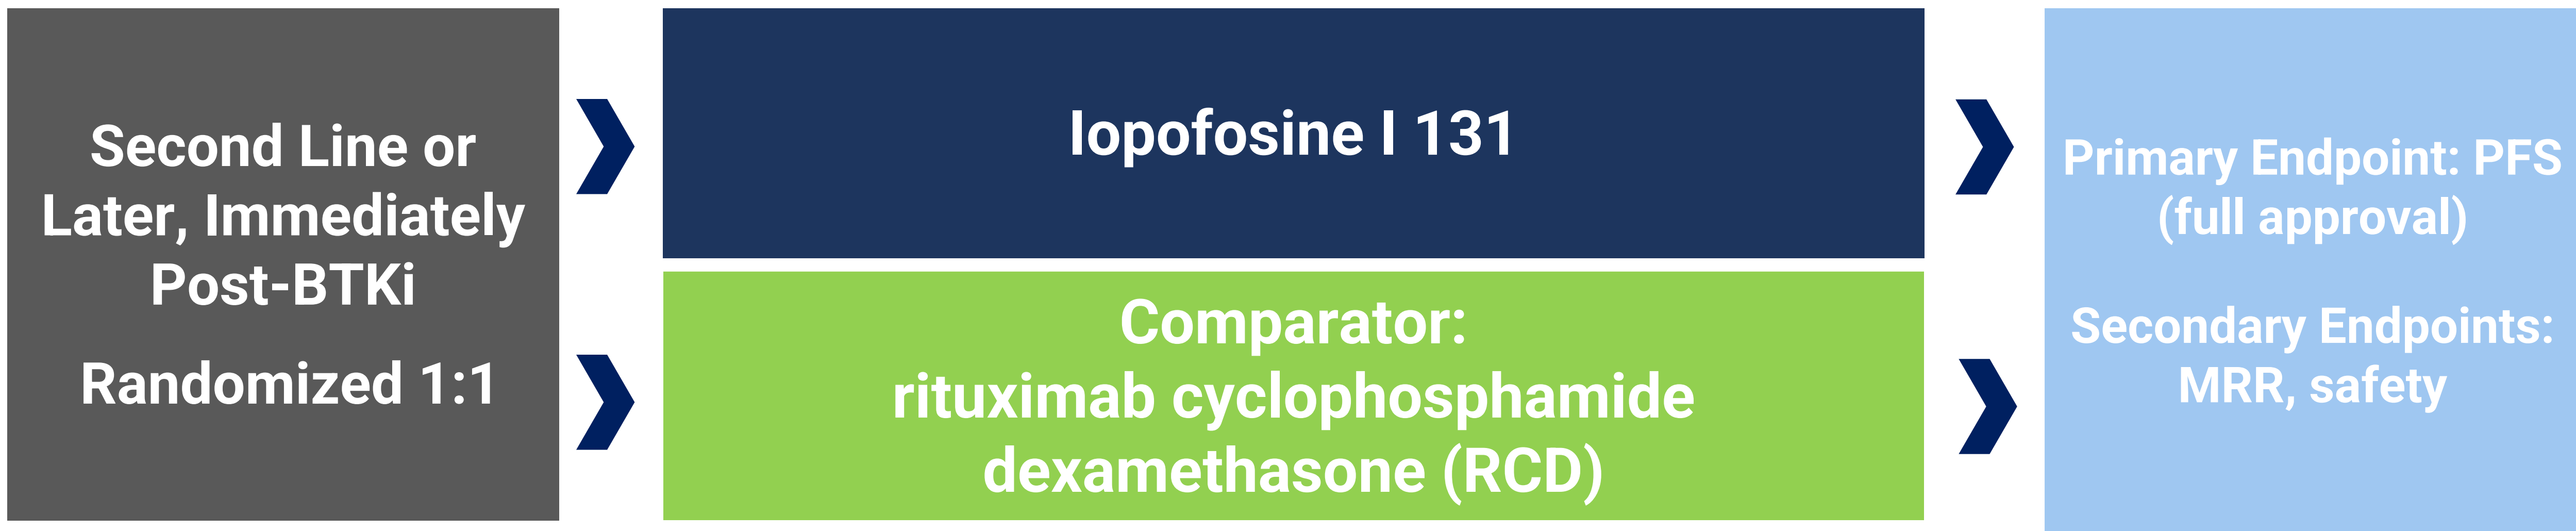 Second Line or
Later, Immediately
Post-BTKi
Randomized 1:1
Iopofosine I 131
Comparator:
rituximab cyclophosphamide
dexamethasone (RCD)
Primary Endpoint: PFS
(full approval)
Secondary Endpoints:
MRR, safety